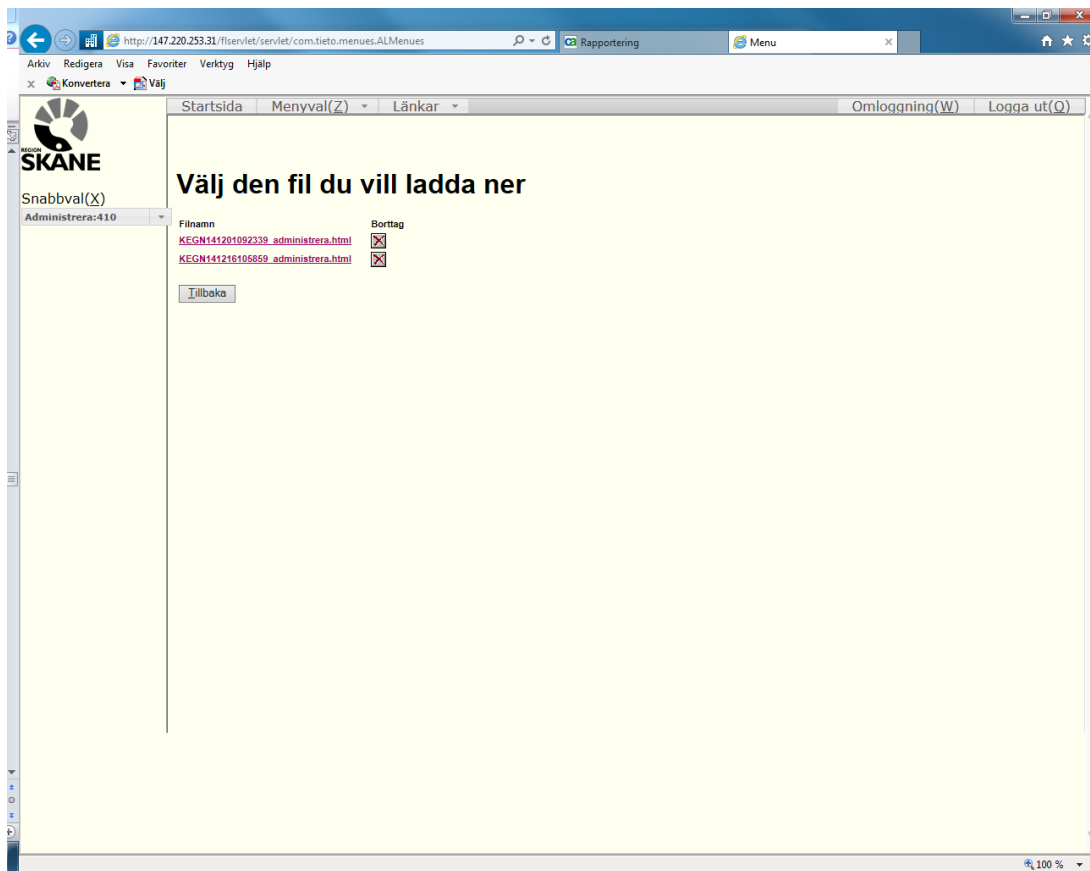 http://147.220.253.31/flservlet/servlet/com.tieto.menues.ALMenues
Rapportering
Menu
Arkiv Redigera Visa Favoriter Verktyg Hjälp
x Konvertera Välj
Startsida Menyval(Z) Länkar Omloggning(W) Logga ut(Q)
REGION
SKÅNE
Snabbval(X)
Administrera:410
Välj den fil du vill ladda ner
Filnamn Borttag
KEGN141201092339_administrera.html
KEGN141216105859_administrera.html
Tillbaka
100 %